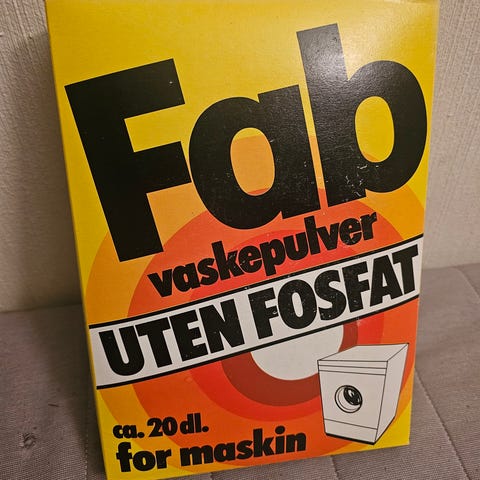 Fab
vaskepulver
UTEN FOSFAT
ca. 20 dl.
for maskin